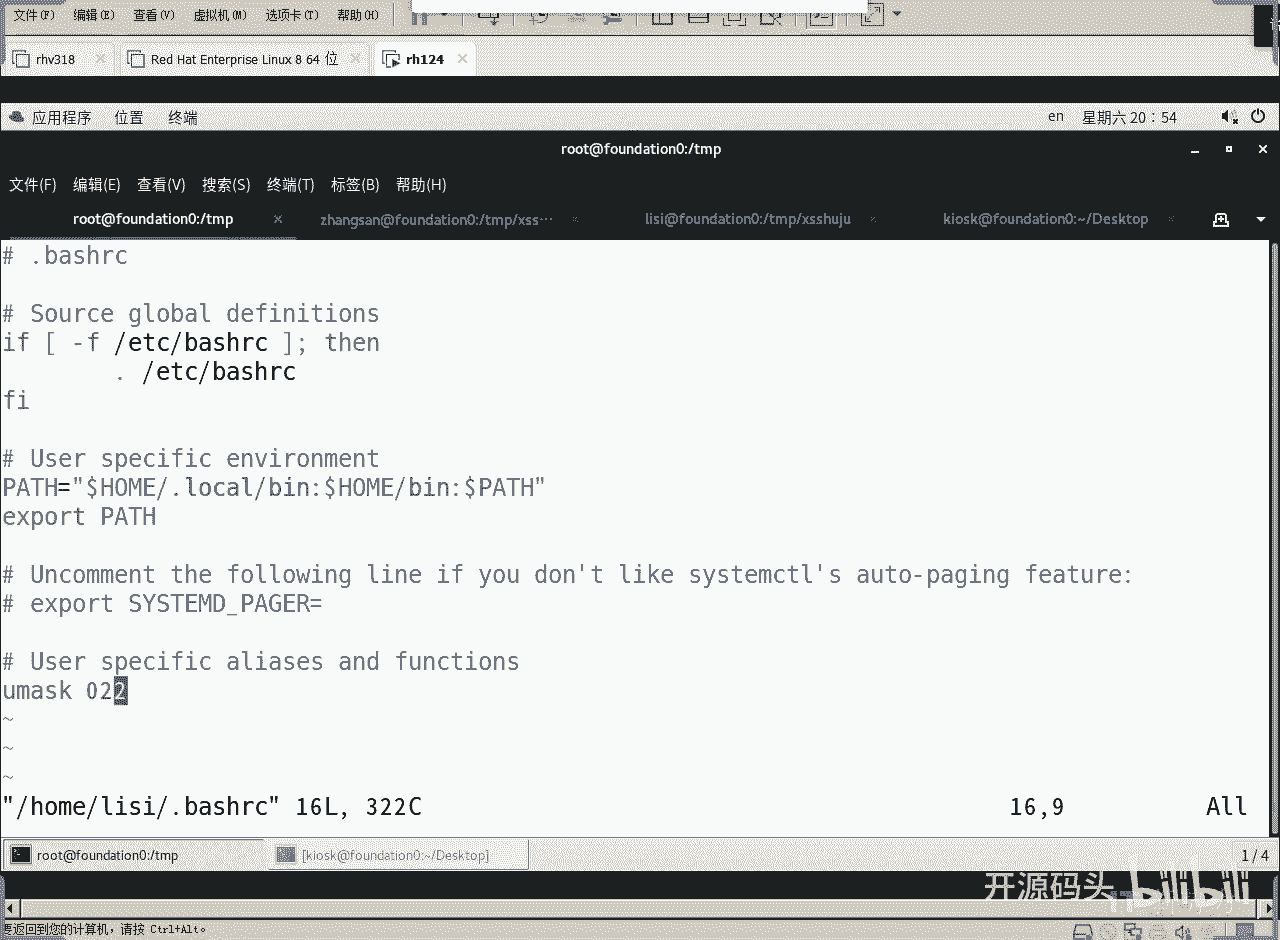 文件(F) 编辑(E) 查看(V) 虚拟机(M) 选项卡(T) 帮助(H)
rhv318 Red Hat Enterprise Linux 8 64 位 rh124
应用程序 位置 终端 en 星期六 20:54
root@foundation0:/tmp
文件(F) 编辑(E) 查看(V) 搜索(S) 终端(T) 标签(B) 帮助(H)
root@foundation0:/tmp zhangsan@foundation0:/tmp/xss··· lisi@foundation0:/tmp/xsshuju kiosk@foundation0:~/Desktop
# .bashrc
# Source global definitions
if [ -f /etc/bashrc ]; then
. /etc/bashrc
fi
# User specific environment
PATH="$HOME/.local/bin:$HOME/bin:$PATH"
export PATH
# Uncomment the following line if you don't like systemctl's auto-paging feature:
# export SYSTEMD_PAGER=
# User specific aliases and functions
umask 022
~
~
~
"/home/lisi/.bashrc" 16L, 322C 16,9 All
root@foundation0:/tmp [kiosk@foundation0:~/Desktop] 1 / 4
开源码头 bilibili
要返回到您的计算机，请按 Ctrl+Alt。